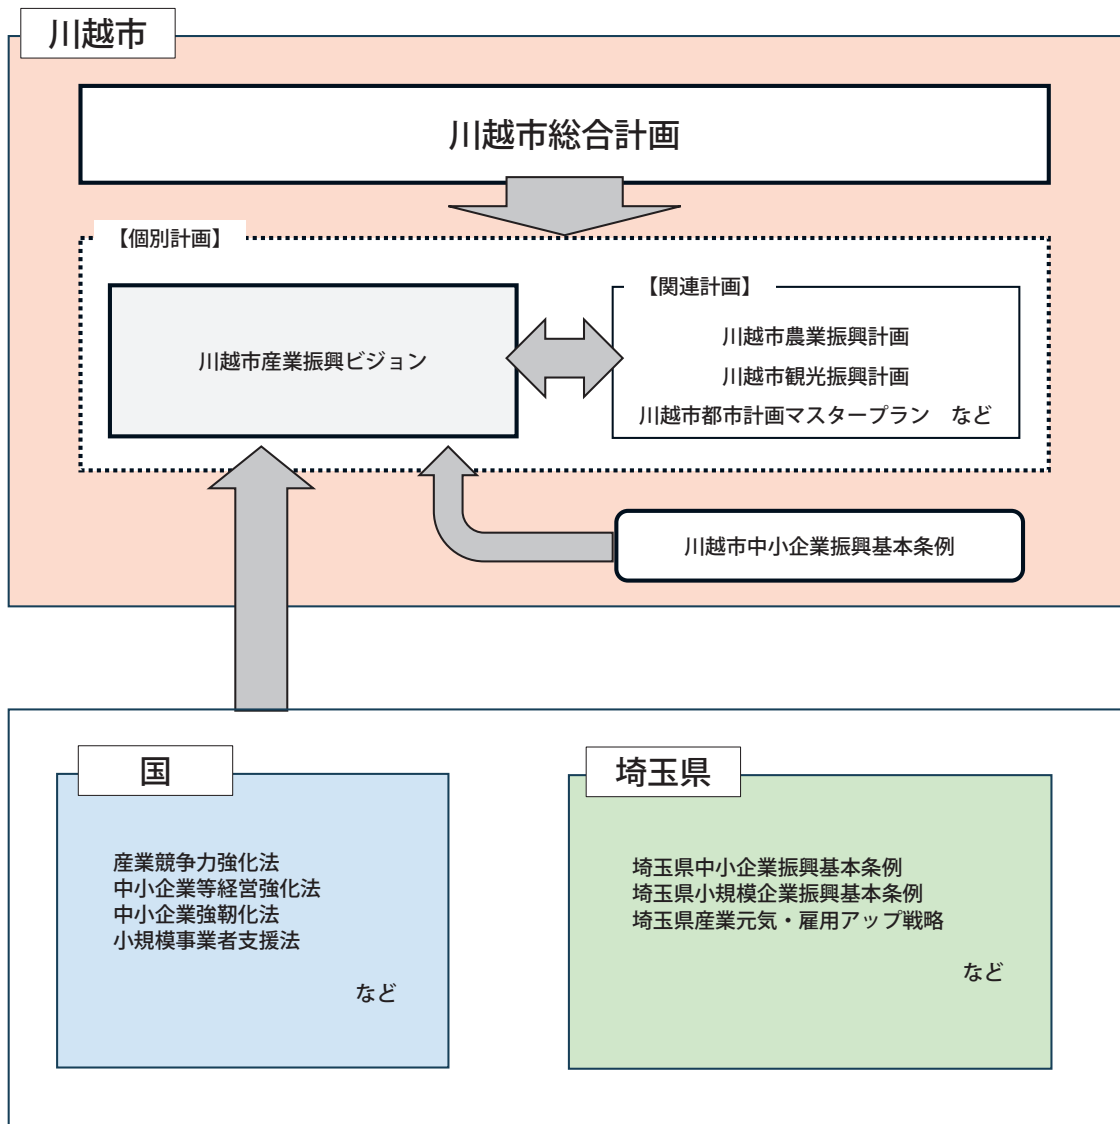 川越市
川越市総合計画
【個別計画】
川越市産業振興ビジョン
【関連計画】
川越市農業振興計画
川越市観光振興計画
川越市都市計画マスタープラン　など
川越市中小企業振興基本条例
国
産業競争力強化法
中小企業等経営強化法
中小企業強靭化法
小規模事業者支援法
など
埼玉県
埼玉県中小企業振興基本条例
埼玉県小規模企業振興基本条例
埼玉県産業元気・雇用アップ戦略
など